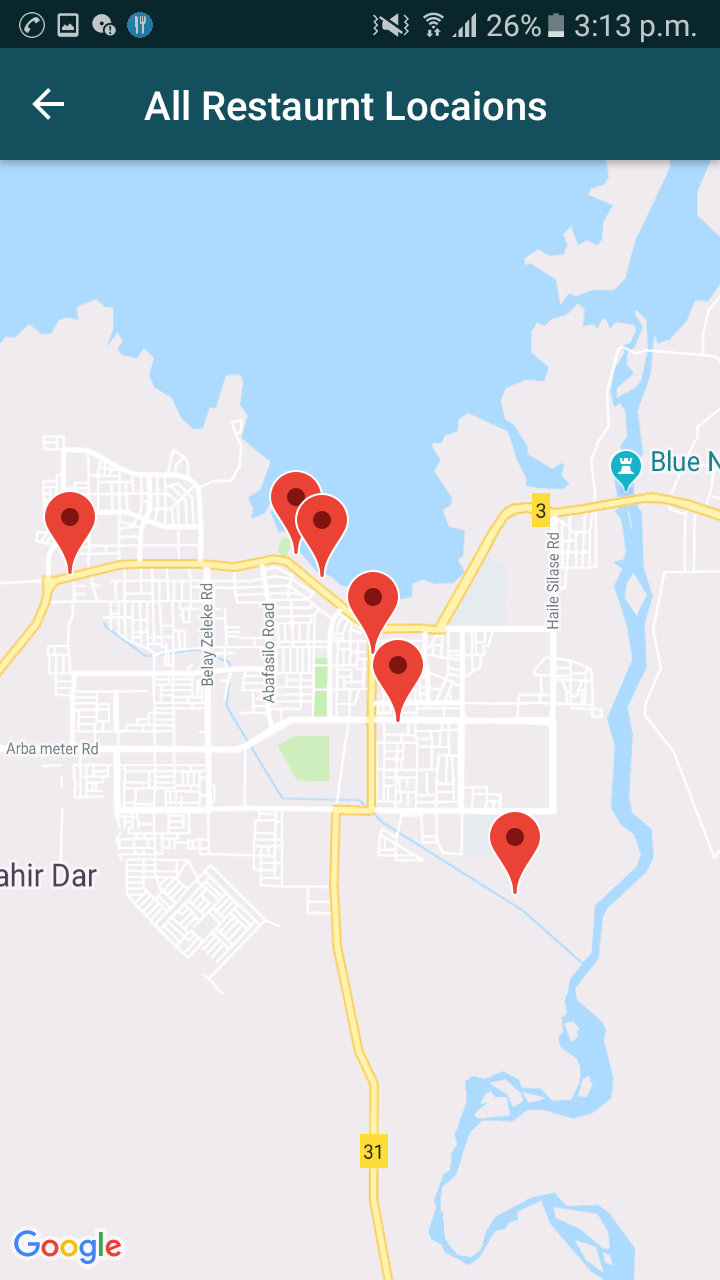 26% 3:13 p.m.
All Restaurnt Locaions
Blue N
3
Haile Silase Rd
Belay Zeleke Rd
Abafasilo Road
Arba meter Rd
ahir Dar
31
Google